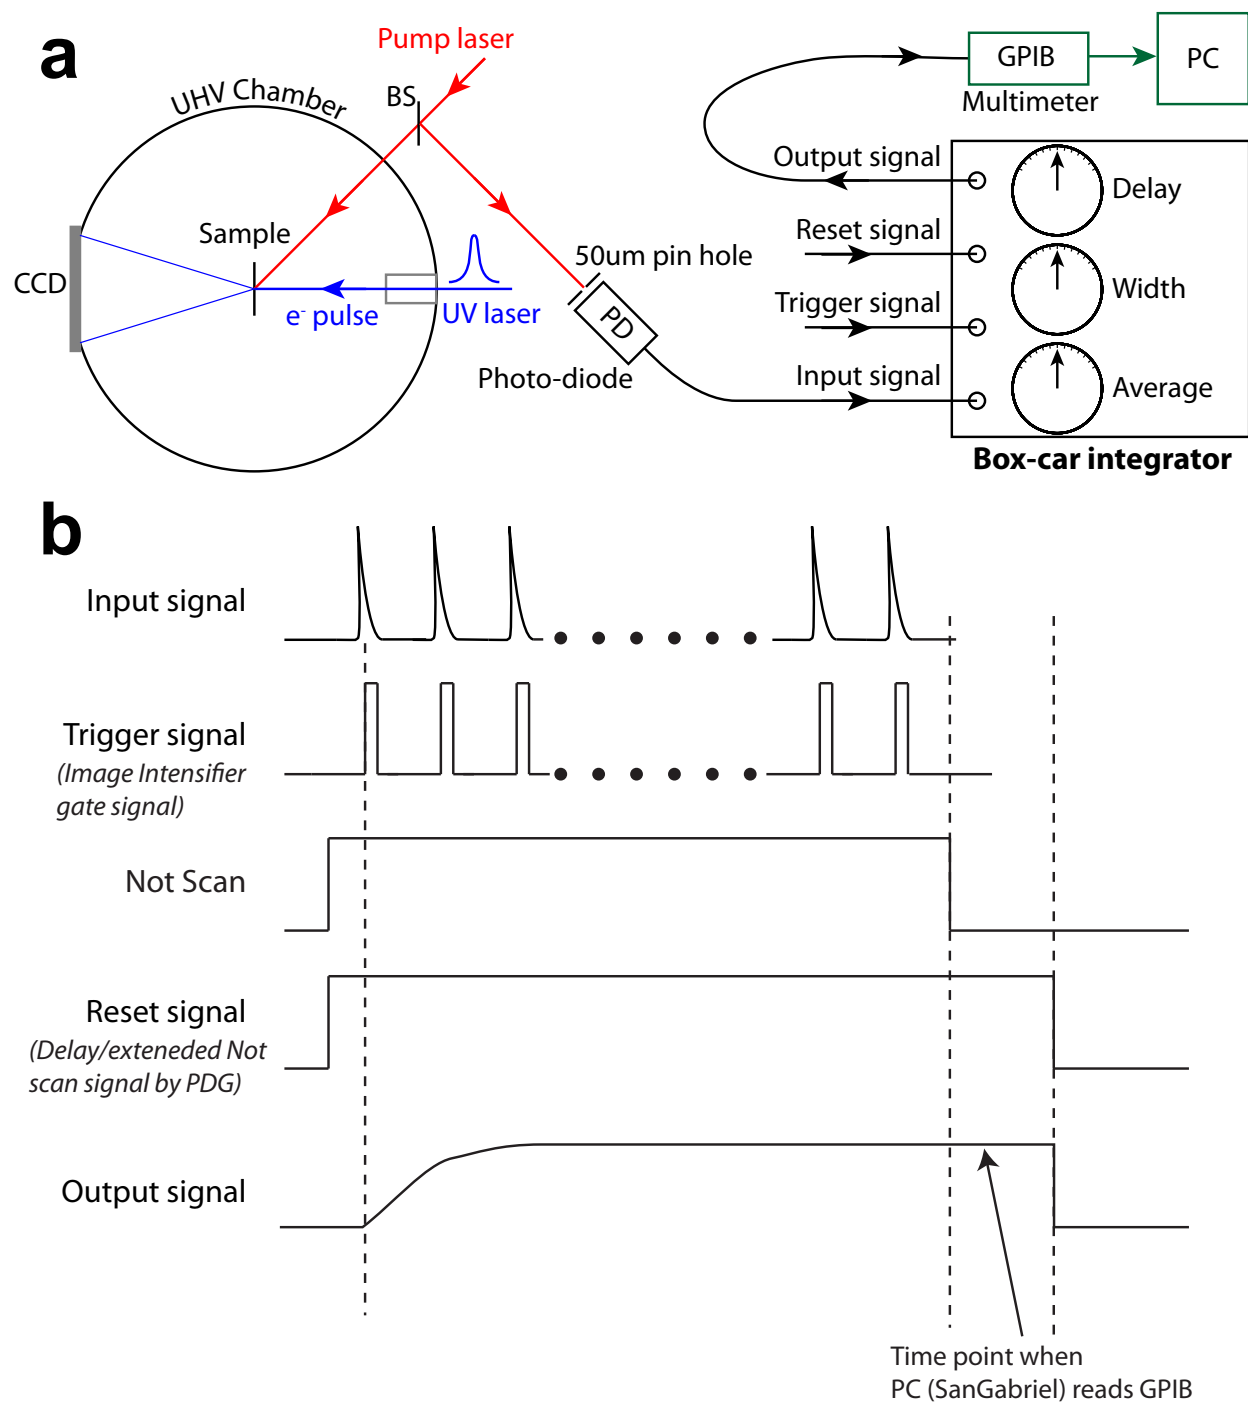 a
Pump laser
UHV Chamber
BS
Sample
CCD
e- pulse
UV laser
50um pin hole
PD
Photo-diode
GPIB
PC
Multimeter
Output signal
Reset signal
Trigger signal
Input signal
Delay
Width
Average
Box-car integrator
b
Input signal
Trigger signal
(Image Intensifier
gate signal)
Not Scan
Reset signal
(Delay/exteneded Not
scan signal by PDG)
Output signal
Time point when
PC (SanGabriel) reads GPIB